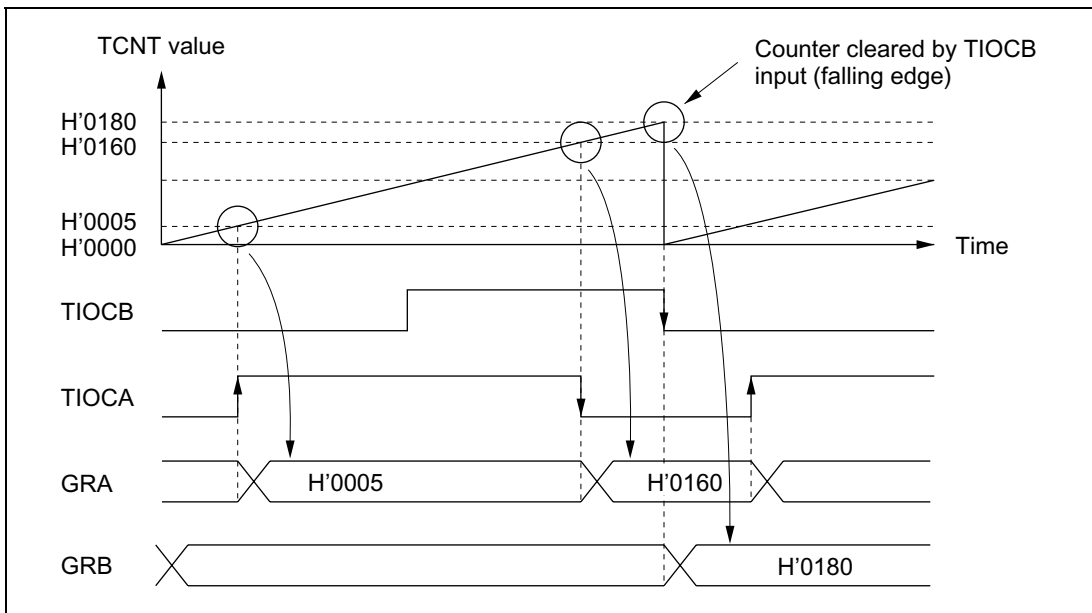 TCNT value
Counter cleared by TIOCB
input (falling edge)
H'0180
H'0160
H'0005
H'0000
Time
TIOCB
TIOCA
GRA
H'0005
H'0160
GRB
H'0180